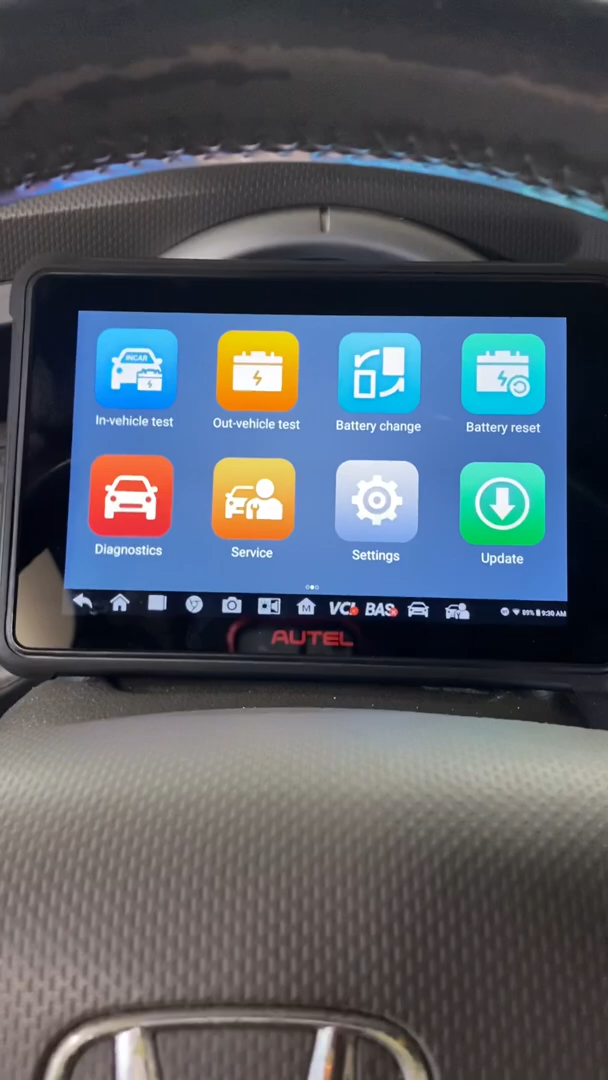 INCAR
In-vehicle test
Out-vehicle test
Battery change
Battery reset
Diagnostics
Service
Settings
Update
M
VCI
BAS
89% 9:30 AM
AUTEL